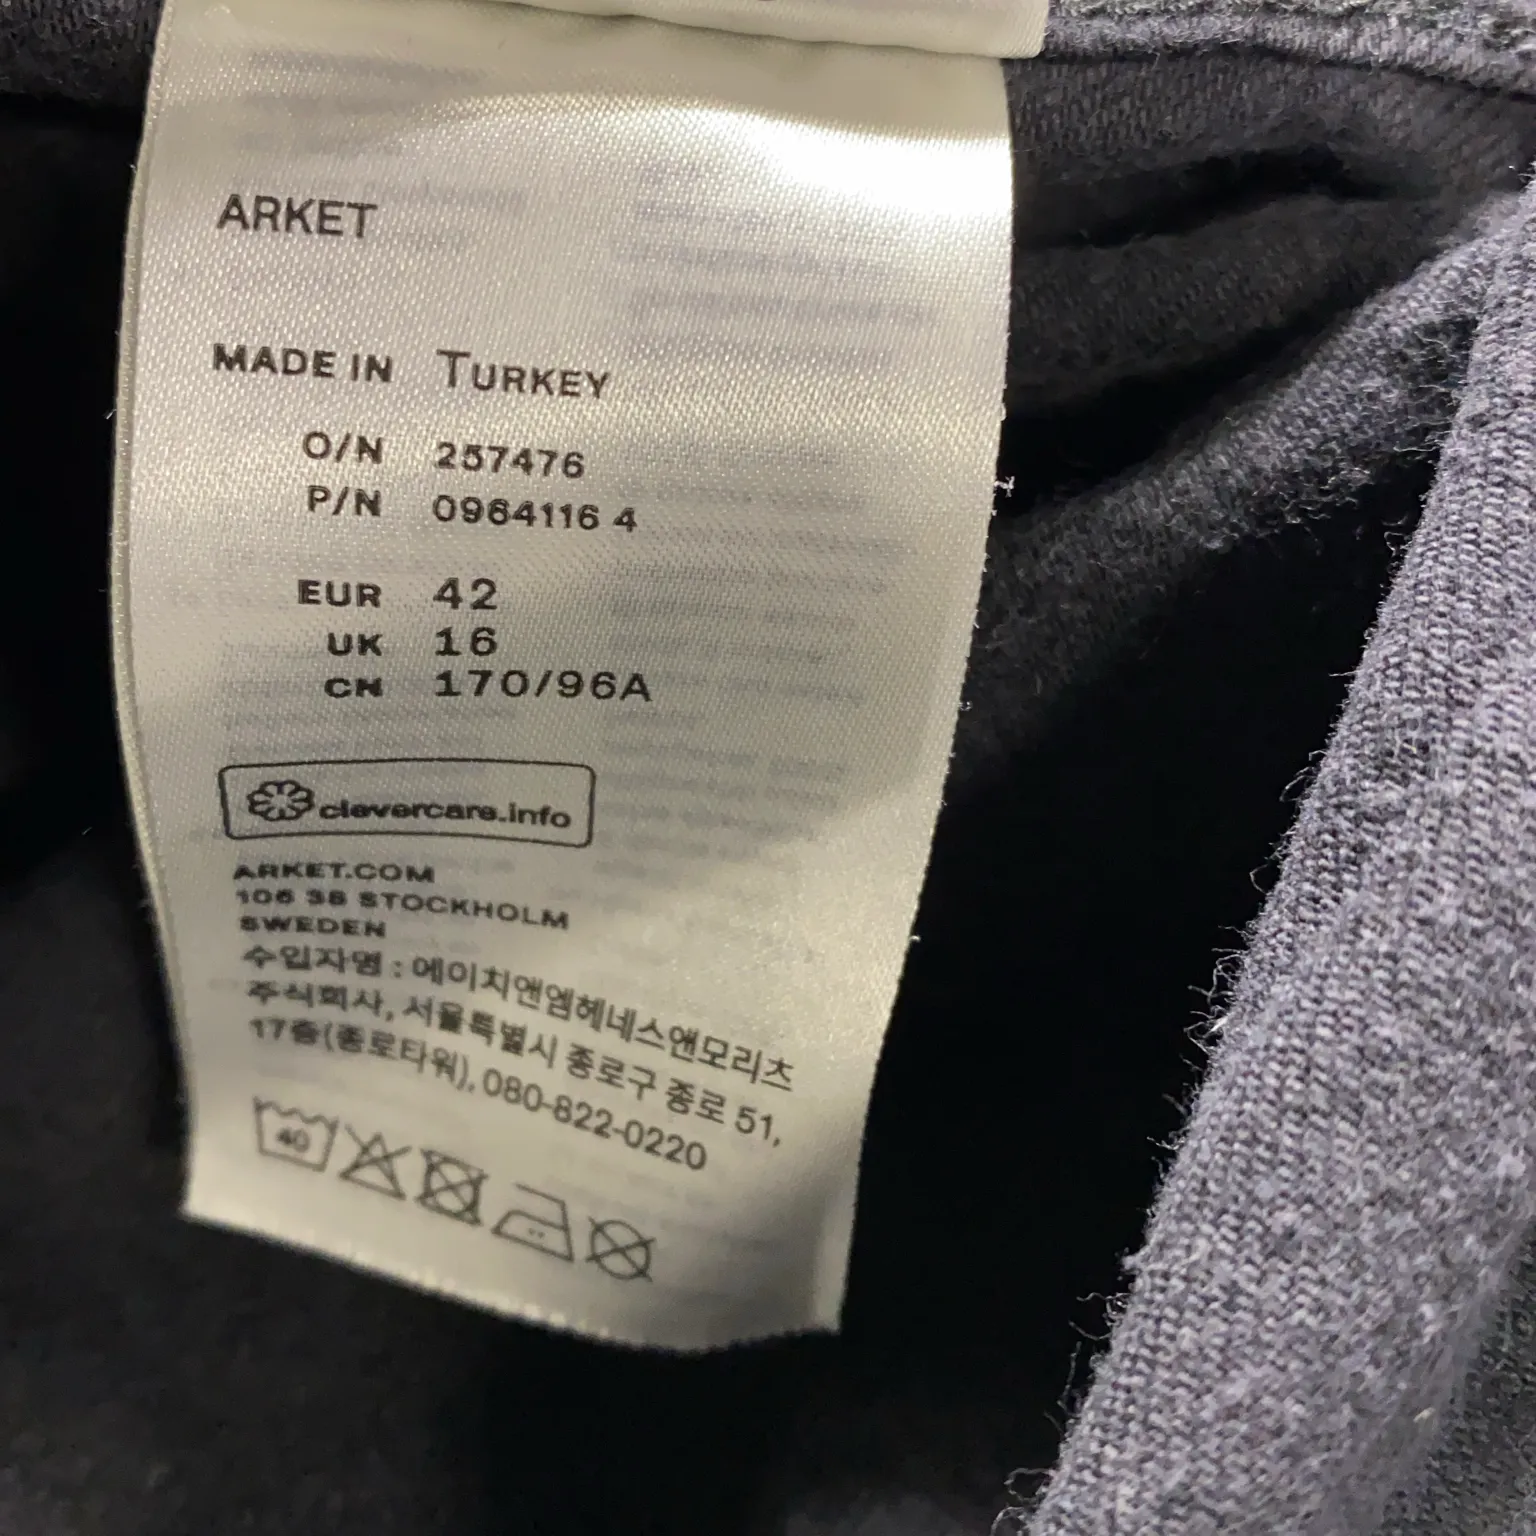 ARKET
MADE IN TURKEY
O/N 257476
P/N 0964116 4
EUR 42
UK 16
CN 170/96A
clevercare.info
ARKET.COM
106 38 STOCKHOLM
SWEDEN
수입자명 : 에이치앤엠헤네스앤모리츠
주식회사, 서울특별시 종로구 종로 51,
17층(종로타워), 080-822-0220
40